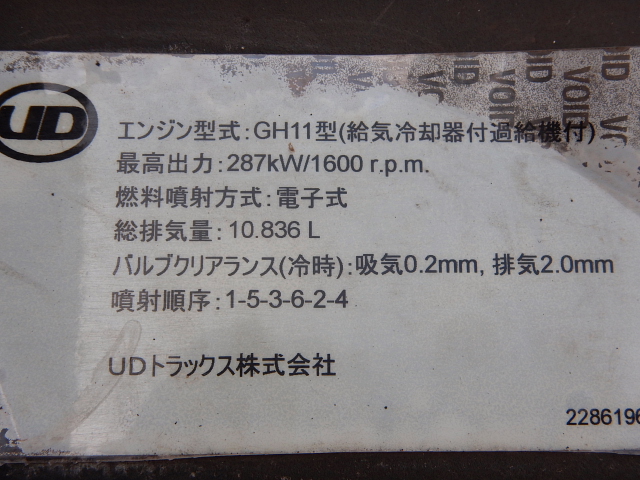 UD
VOID VOID
エンジン型式:GH11型(給気冷却器付過給機付)
最高出力:287kW/1600 r.p.m.
燃料噴射方式:電子式
総排気量:10.836 L
バルブクリアランス(冷時):吸気0.2mm, 排気2.0mm
噴射順序:1-5-3-6-2-4
UDトラックス株式会社
2286196